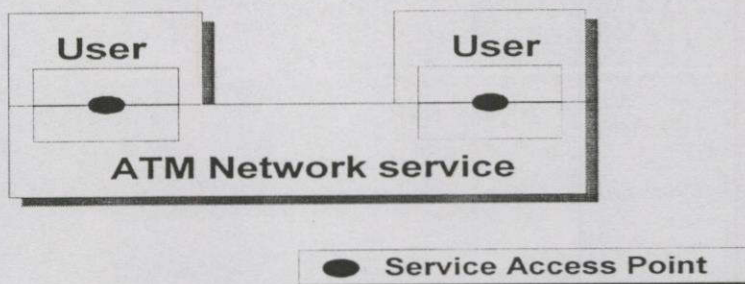 User User
ATM Network service
Service Access Point